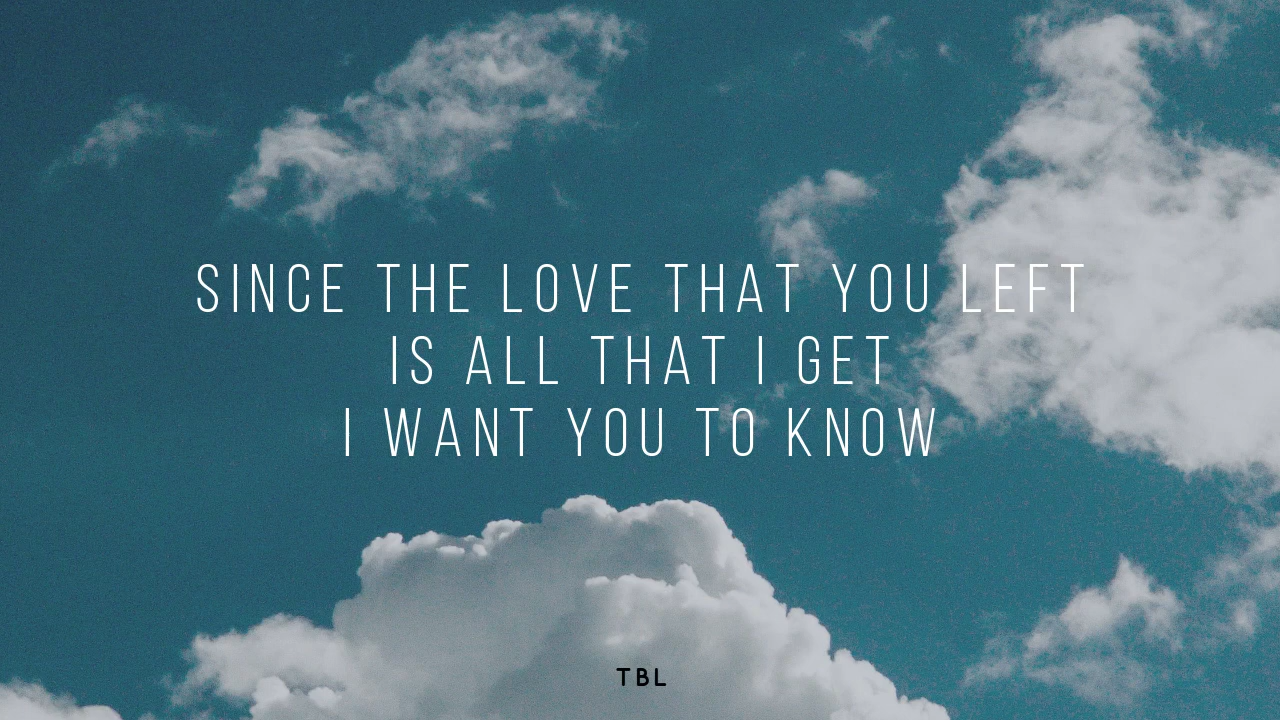 SINCE THE LOVE THAT YOU LEFT
IS ALL THAT I GET
I WANT YOU TO KNOW
TBL